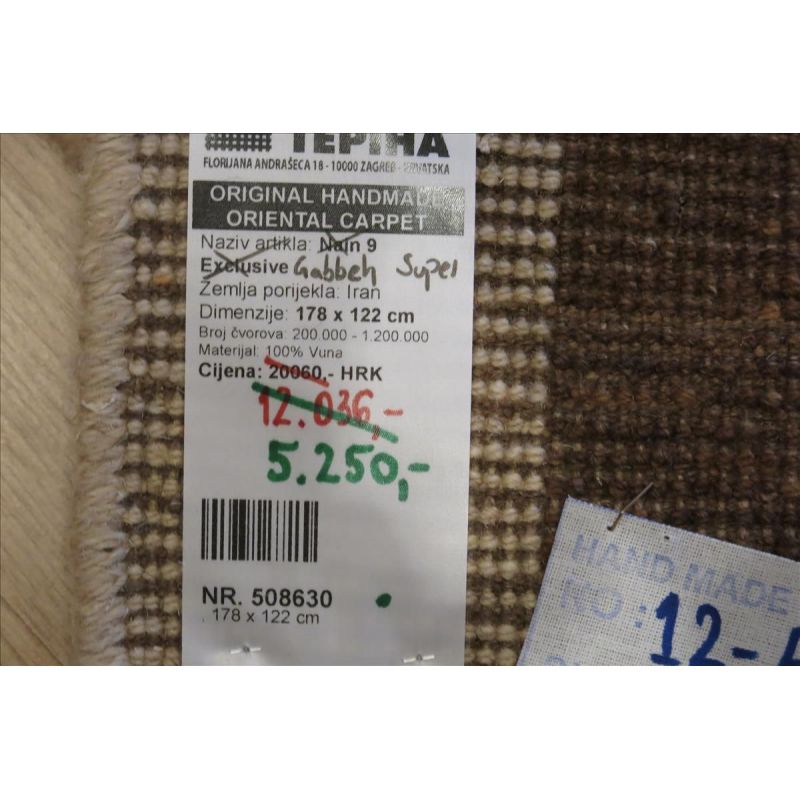 TEPIHA
FLORIJANA ANDRAŠECA 18 - 10000 ZAGREB - HRVATSKA
ORIGINAL HANDMADE
ORIENTAL CARPET
Naziv artikla: Nain 9
Exclusive Gabbeh Super
Zemlja porijekla: Iran
Dimenzije: 178 x 122 cm
Broj čvorova: 200.000 - 1.200.000
Materijal: 100% Vuna
Cijena: 20060,- HRK
12.036,-
5.250,-
NR. 508630
. 178 x 122 cm
HAND MADE
NO : 12-